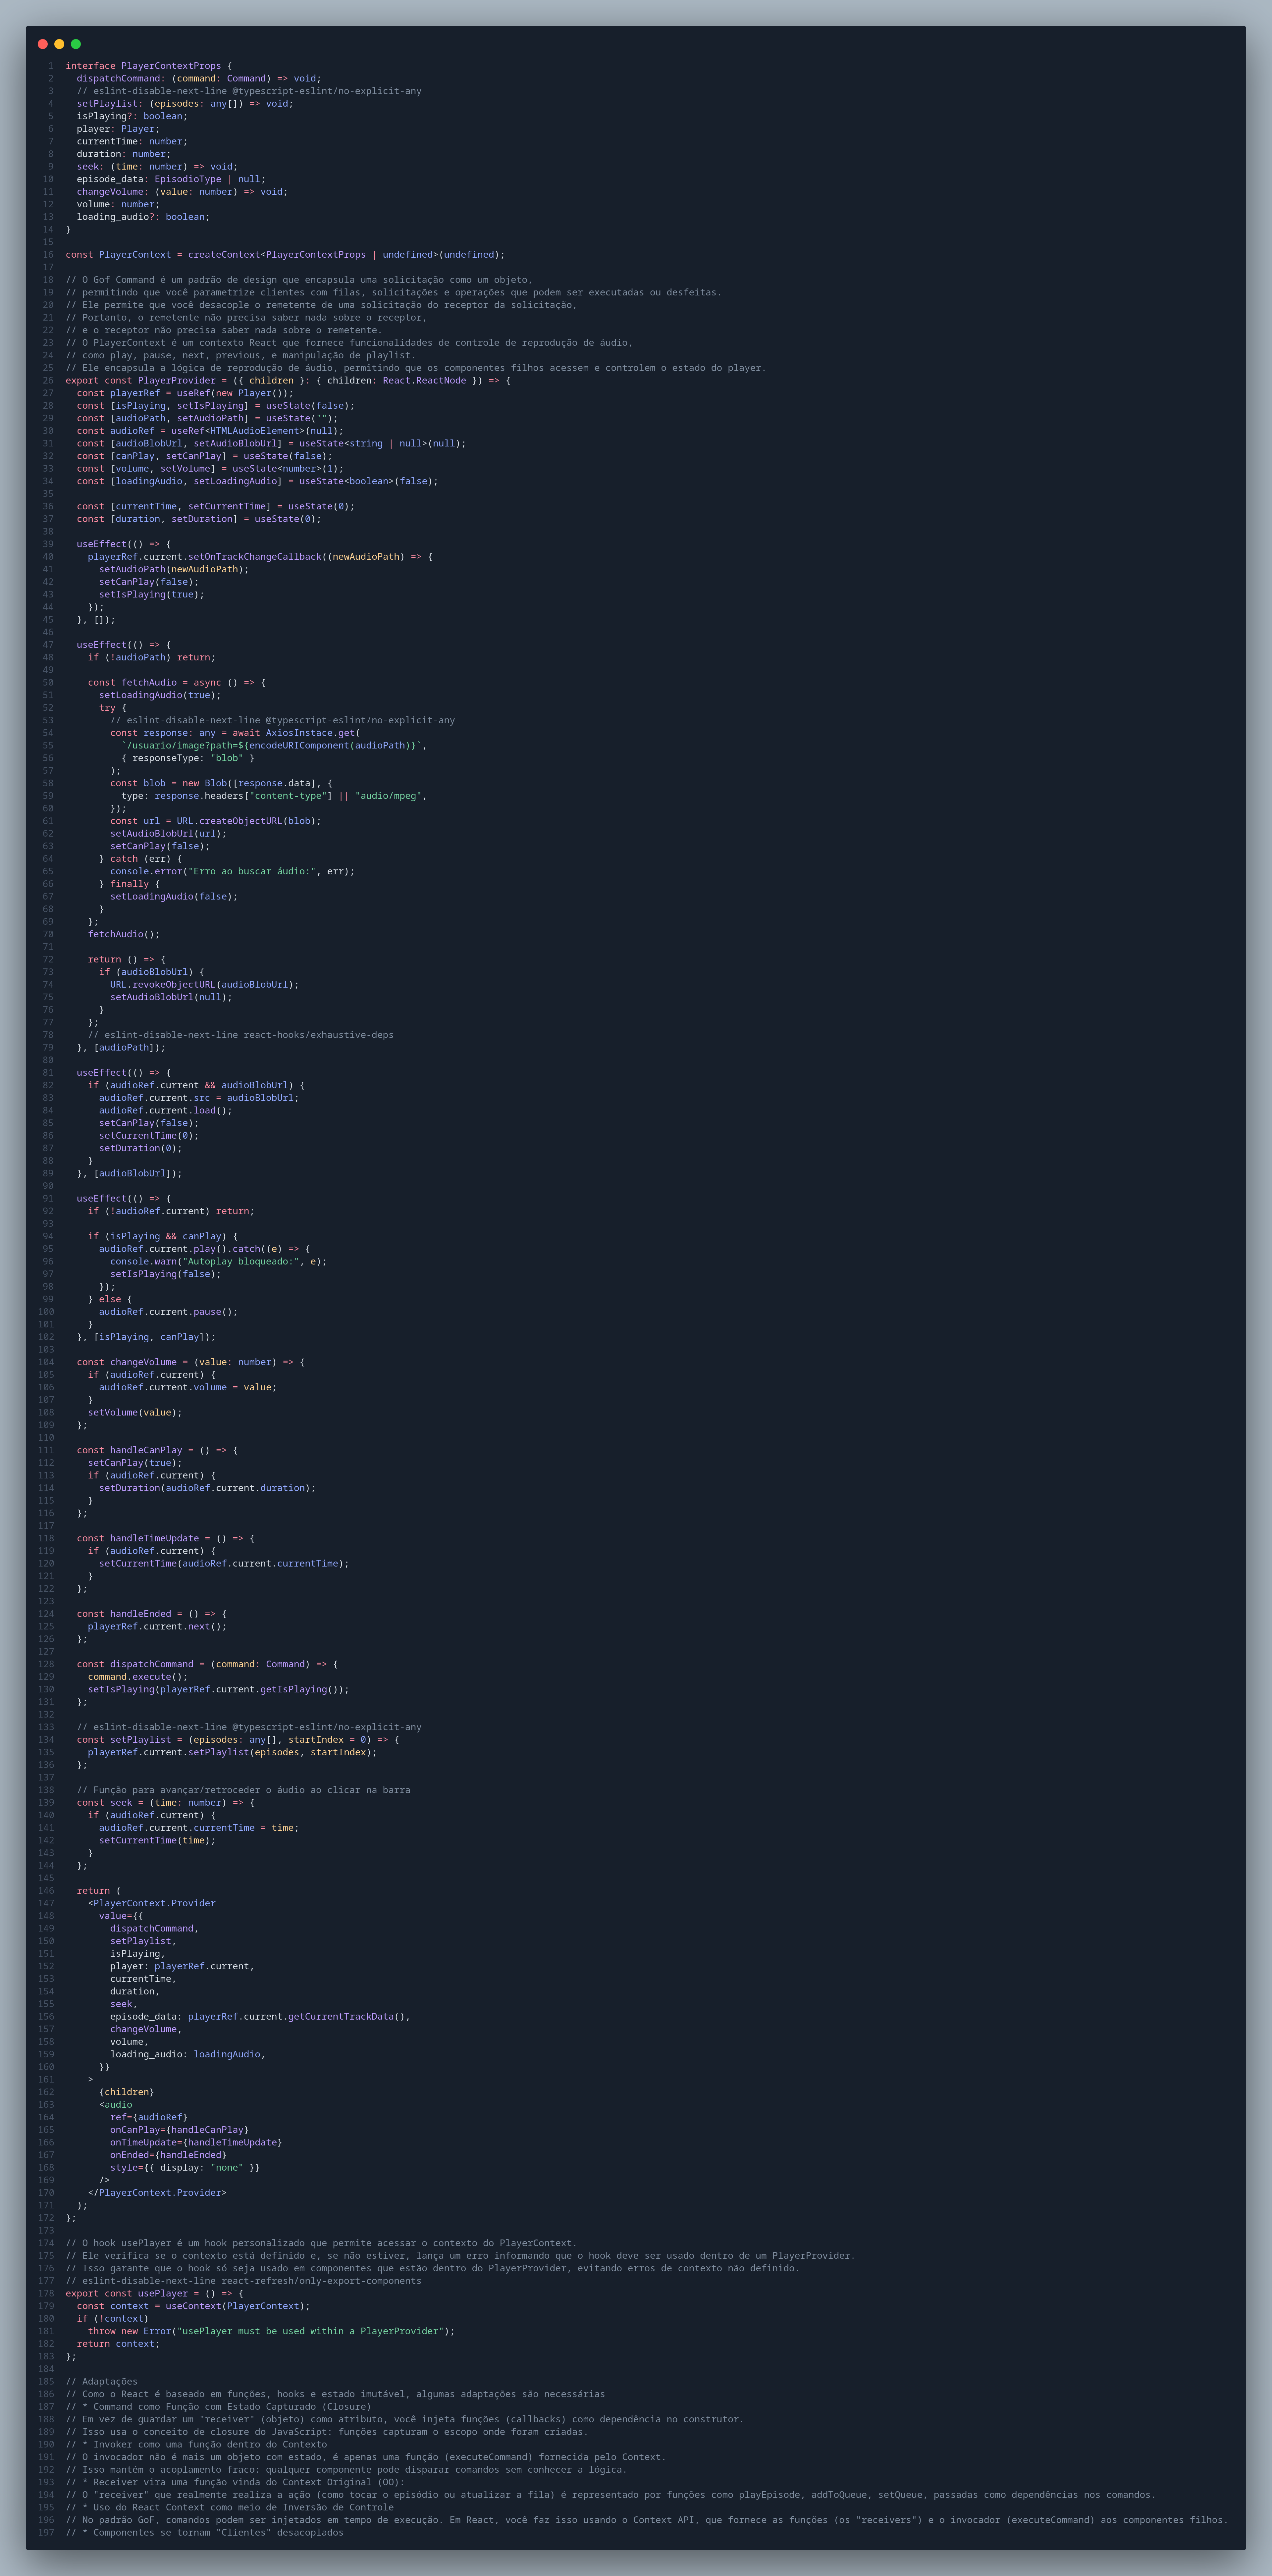 1 interface PlayerContextProps {
2   dispatchCommand: (command: Command) => void;
3   // eslint-disable-next-line @typescript-eslint/no-explicit-any
4   setPlaylist: (episodes: any[]) => void;
5   isPlaying?: boolean;
6   player: Player;
7   currentTime: number;
8   duration: number;
9   seek: (time: number) => void;
10   episode_data: EpisodioType | null;
11   changeVolume: (value: number) => void;
12   volume: number;
13   loading_audio?: boolean;
14 }
15
16 const PlayerContext = createContext<PlayerContextProps | undefined>(undefined);
17
18 // O Gof Command é um padrão de design que encapsula uma solicitação como um objeto,
19 // permitindo que você parametrize clientes com filas, solicitações e operações que podem ser executadas ou desfeitas.
20 // Ele permite que você desacople o remetente de uma solicitação do receptor da solicitação,
21 // Portanto, o remetente não precisa saber nada sobre o receptor,
22 // e o receptor não precisa saber nada sobre o remetente.
23 // O PlayerContext é um contexto React que fornece funcionalidades de controle de reprodução de áudio,
24 // como play, pause, next, previous, e manipulação de playlist.
25 // Ele encapsula a lógica de reprodução de áudio, permitindo que os componentes filhos acessem e controlem o estado do player.
26 export const PlayerProvider = ({ children }: { children: React.ReactNode }) => {
27   const playerRef = useRef(new Player());
28   const [isPlaying, setIsPlaying] = useState(false);
29   const [audioPath, setAudioPath] = useState("");
30   const audioRef = useRef<HTMLAudioElement>(null);
31   const [audioBlobUrl, setAudioBlobUrl] = useState<string | null>(null);
32   const [canPlay, setCanPlay] = useState(false);
33   const [volume, setVolume] = useState<number>(1);
34   const [loadingAudio, setLoadingAudio] = useState<boolean>(false);
35
36   const [currentTime, setCurrentTime] = useState(0);
37   const [duration, setDuration] = useState(0);
38
39   useEffect(() => {
40     playerRef.current.setOnTrackChangeCallback((newAudioPath) => {
41       setAudioPath(newAudioPath);
42       setCanPlay(false);
43       setIsPlaying(true);
44     });
45   }, []);
46
47   useEffect(() => {
48     if (!audioPath) return;
49
50     const fetchAudio = async () => {
51       setLoadingAudio(true);
52       try {
53         // eslint-disable-next-line @typescript-eslint/no-explicit-any
54         const response: any = await AxiosInstace.get(
55           `/usuario/image?path=${encodeURIComponent(audioPath)}`,
56           { responseType: "blob" }
57         );
58         const blob = new Blob([response.data], {
59           type: response.headers["content-type"] || "audio/mpeg",
60         });
61         const url = URL.createObjectURL(blob);
62         setAudioBlobUrl(url);
63         setCanPlay(false);
64       } catch (err) {
65         console.error("Erro ao buscar áudio:", err);
66       } finally {
67         setLoadingAudio(false);
68       }
69     };
70     fetchAudio();
71
72     return () => {
73       if (audioBlobUrl) {
74         URL.revokeObjectURL(audioBlobUrl);
75         setAudioBlobUrl(null);
76       }
77     };
78     // eslint-disable-next-line react-hooks/exhaustive-deps
79   }, [audioPath]);
80
81   useEffect(() => {
82     if (audioRef.current && audioBlobUrl) {
83       audioRef.current.src = audioBlobUrl;
84       audioRef.current.load();
85       setCanPlay(false);
86       setCurrentTime(0);
87       setDuration(0);
88     }
89   }, [audioBlobUrl]);
90
91   useEffect(() => {
92     if (!audioRef.current) return;
93
94     if (isPlaying && canPlay) {
95       audioRef.current.play().catch((e) => {
96         console.warn("Autoplay bloqueado:", e);
97         setIsPlaying(false);
98       });
99     } else {
100       audioRef.current.pause();
101     }
102   }, [isPlaying, canPlay]);
103
104   const changeVolume = (value: number) => {
105     if (audioRef.current) {
106       audioRef.current.volume = value;
107     }
108     setVolume(value);
109   };
110
111   const handleCanPlay = () => {
112     setCanPlay(true);
113     if (audioRef.current) {
114       setDuration(audioRef.current.duration);
115     }
116   };
117
118   const handleTimeUpdate = () => {
119     if (audioRef.current) {
120       setCurrentTime(audioRef.current.currentTime);
121     }
122   };
123
124   const handleEnded = () => {
125     playerRef.current.next();
126   };
127
128   const dispatchCommand = (command: Command) => {
129     command.execute();
130     setIsPlaying(playerRef.current.getIsPlaying());
131   };
132
133   // eslint-disable-next-line @typescript-eslint/no-explicit-any
134   const setPlaylist = (episodes: any[], startIndex = 0) => {
135     playerRef.current.setPlaylist(episodes, startIndex);
136   };
137
138   // Função para avançar/retroceder o áudio ao clicar na barra
139   const seek = (time: number) => {
140     if (audioRef.current) {
141       audioRef.current.currentTime = time;
142       setCurrentTime(time);
143     }
144   };
145
146   return (
147     <PlayerContext.Provider
148       value={{
149         dispatchCommand,
150         setPlaylist,
151         isPlaying,
152         player: playerRef.current,
153         currentTime,
154         duration,
155         seek,
156         episode_data: playerRef.current.getCurrentTrackData(),
157         changeVolume,
158         volume,
159         loading_audio: loadingAudio,
160       }}
161     >
162       {children}
163       <audio
164         ref={audioRef}
165         onCanPlay={handleCanPlay}
166         onTimeUpdate={handleTimeUpdate}
167         onEnded={handleEnded}
168         style={{ display: "none" }}
169       />
170     </PlayerContext.Provider>
171   );
172 };
173
174 // O hook usePlayer é um hook personalizado que permite acessar o contexto do PlayerContext.
175 // Ele verifica se o contexto está definido e, se não estiver, lança um erro informando que o hook deve ser usado dentro de um PlayerProvider.
176 // Isso garante que o hook só seja usado em componentes que estão dentro do PlayerProvider, evitando erros de contexto não definido.
177 // eslint-disable-next-line react-refresh/only-export-components
178 export const usePlayer = () => {
179   const context = useContext(PlayerContext);
180   if (!context)
181     throw new Error("usePlayer must be used within a PlayerProvider");
182   return context;
183 };
184
185 // Adaptações
186 // Como o React é baseado em funções, hooks e estado imutável, algumas adaptações são necessárias
187 // * Command como Função com Estado Capturado (Closure)
188 // Em vez de guardar um "receiver" (objeto) como atributo, você injeta funções (callbacks) como dependência no construtor.
189 // Isso usa o conceito de closure do JavaScript: funções capturam o escopo onde foram criadas.
190 // * Invoker como uma função dentro do Contexto
191 // O invocador não é mais um objeto com estado, é apenas uma função (executeCommand) fornecida pelo Context.
192 // Isso mantém o acoplamento fraco: qualquer componente pode disparar comandos sem conhecer a lógica.
193 // * Receiver vira uma função vinda do Context Original (OO):
194 // O "receiver" que realmente realiza a ação (como tocar o episódio ou atualizar a fila) é representado por funções como playEpisode, addToQueue, setQueue, passadas como dependências nos comandos.
195 // * Uso do React Context como meio de Inversão de Controle
196 // No padrão GoF, comandos podem ser injetados em tempo de execução. Em React, você faz isso usando o Context API, que fornece as funções (os "receivers") e o invocador (executeCommand) aos componentes filhos.
197 // * Componentes se tornam "Clientes" desacoplados